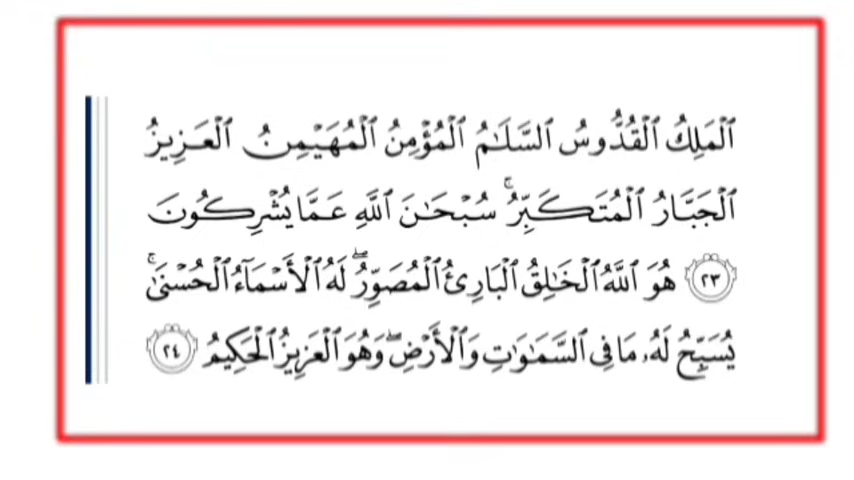 ٱلْمَلِكُ ٱلْقُدُّوسُ ٱلسَّلَٰمُ ٱلْمُؤْمِنُ ٱلْمُهَيْمِنُ ٱلْعَزِيزُ
ٱلْجَبَّارُ ٱلْمُتَكَبِّرُ ۚ سُبْحَٰنَ ٱللَّهِ عَمَّا يُشْرِكُونَ
٢٣ هُوَ ٱللَّهُ ٱلْخَٰلِقُ ٱلْبَارِئُ ٱلْمُصَوِّرُ ۖ لَهُ ٱلْأَسْمَآءُ ٱلْحُسْنَىٰ ۚ
يُسَبِّحُ لَهُۥ مَا فِى ٱلسَّمَٰوَٰتِ وَٱلْأَرْضِ ۖ وَهُوَ ٱلْعَزِيزُ ٱلْحَكِيمُ ٢٤